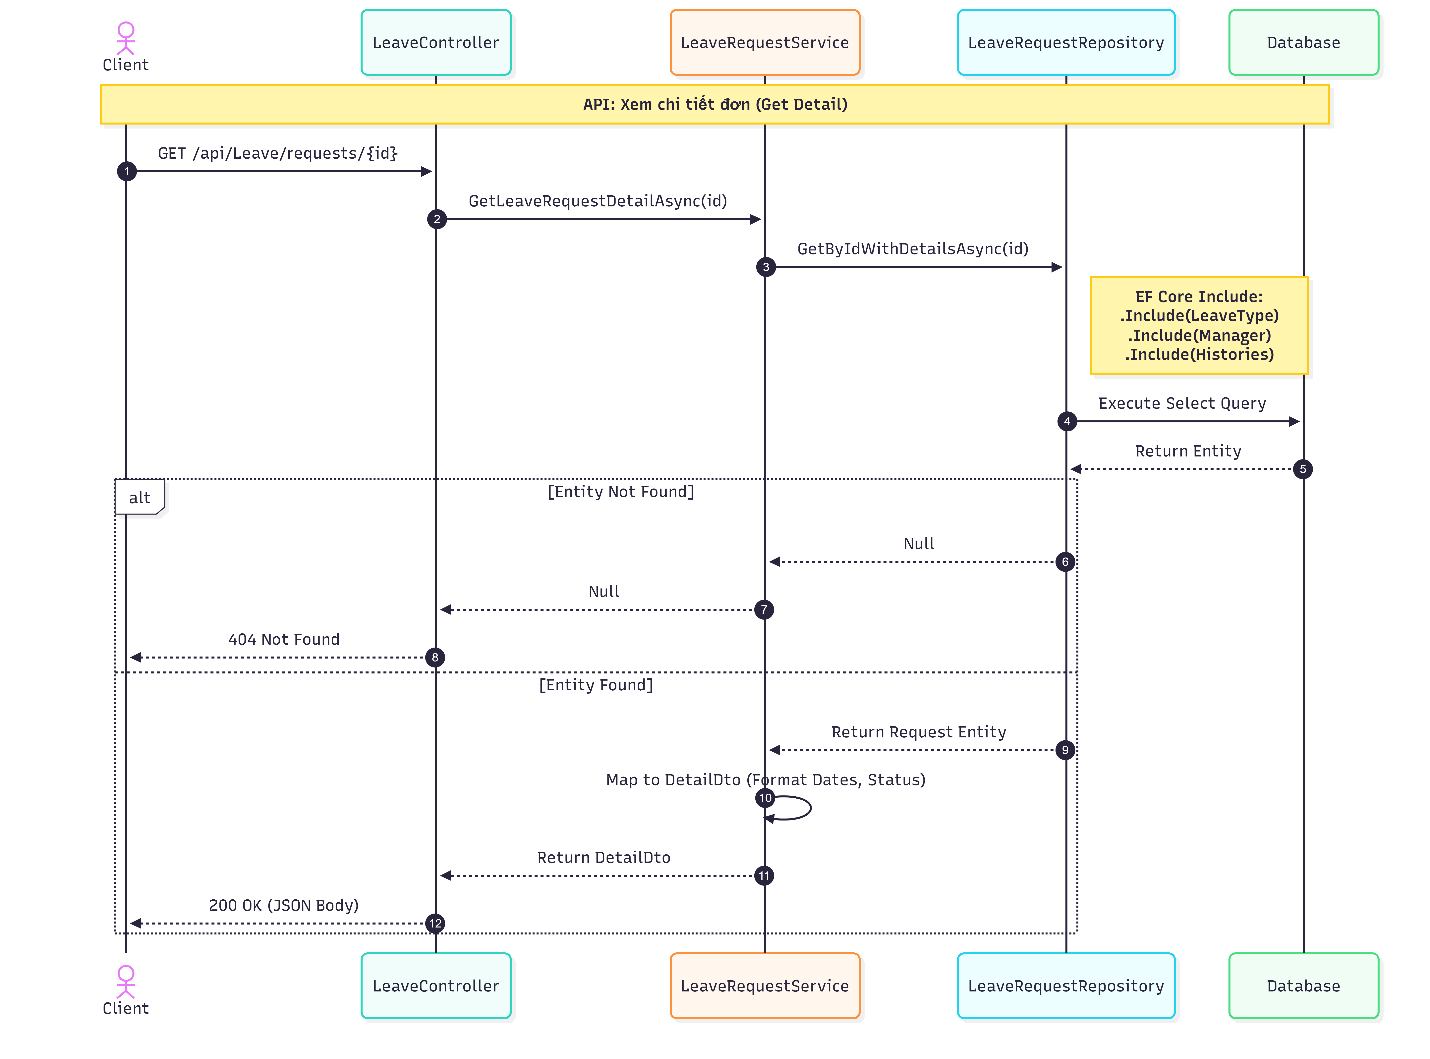 Client
LeaveController
LeaveRequestService
LeaveRequestRepository
Database
API: Xem chi tiết đơn (Get Detail)
GET /api/Leave/requests/{id}
1
GetLeaveRequestDetailAsync(id)
2
GetByIdWithDetailsAsync(id)
3
EF Core Include:
.Include(LeaveType)
.Include(Manager)
.Include(Histories)
Execute Select Query
4
Return Entity
5
alt
[Entity Not Found]
Null
6
Null
7
404 Not Found
8
[Entity Found]
Return Request Entity
9
Map to DetailDto (Format Dates, Status)
10
Return DetailDto
11
200 OK (JSON Body)
12
Client
LeaveController
LeaveRequestService
LeaveRequestRepository
Database